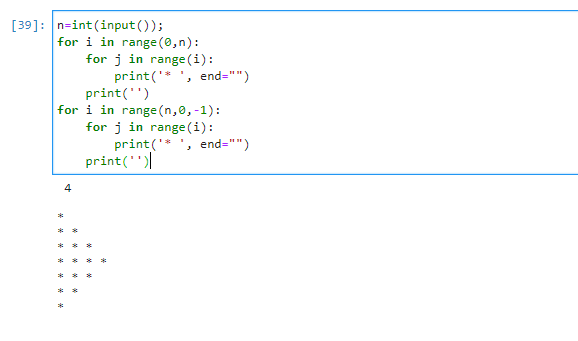 [39]: n=int(input());
for i in range(0,n):
    for j in range(i):
        print('* ', end="")
    print('')
for i in range(n,0,-1):
    for j in range(i):
        print('* ', end="")
    print('')
4
*
* *
* * *
* * * *
* * *
* *
*